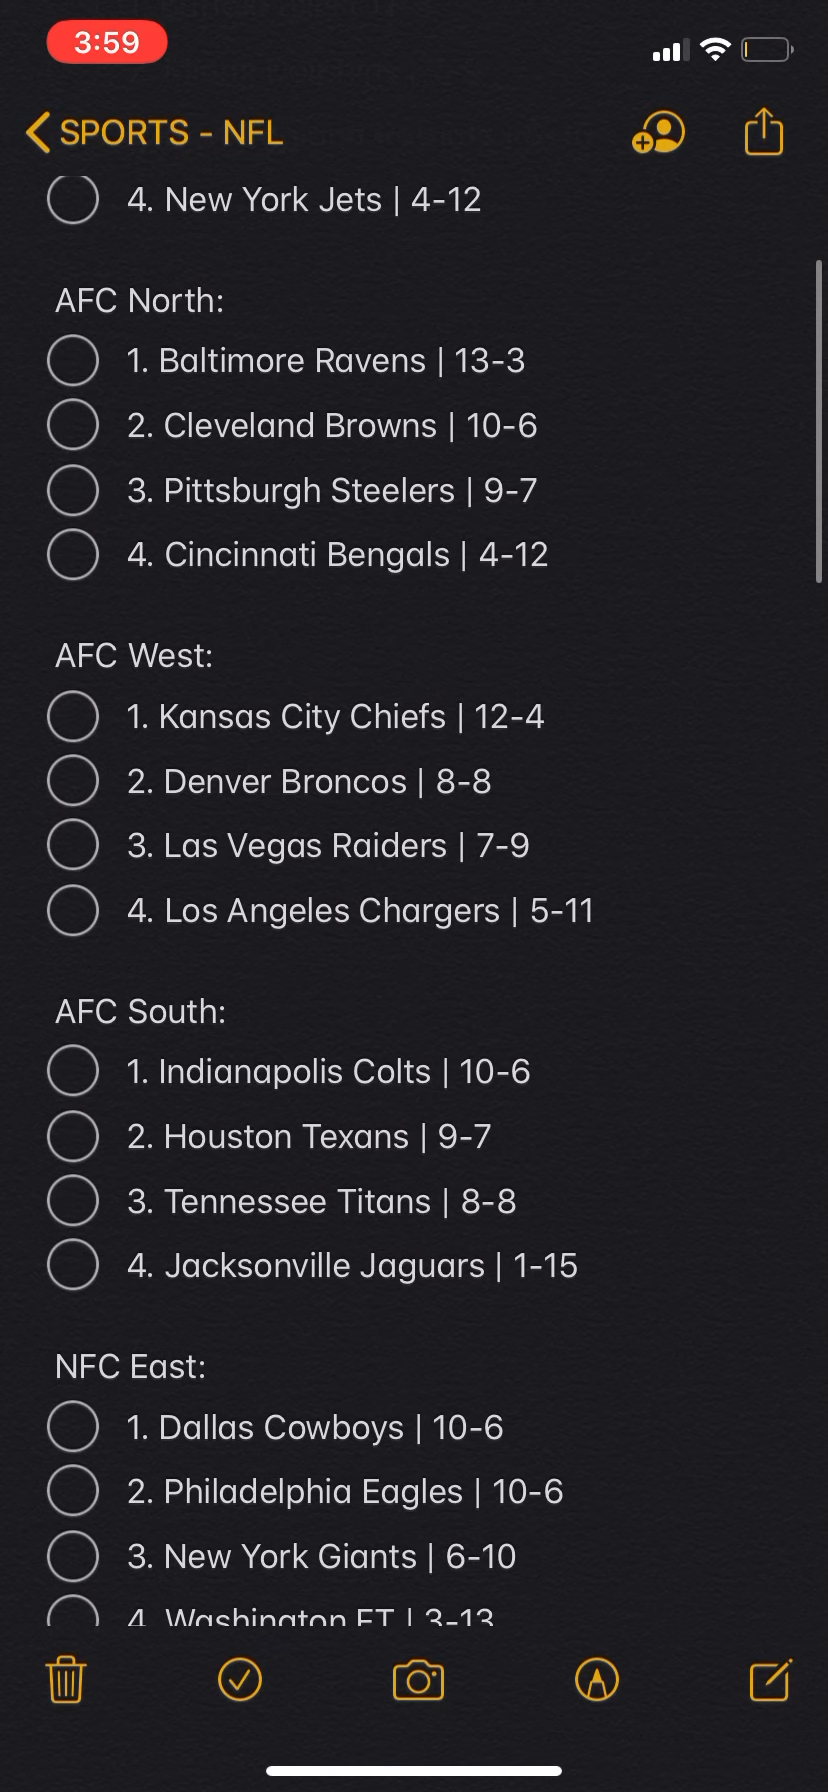 3:59
SPORTS - NFL
4. New York Jets | 4-12
AFC North:
1. Baltimore Ravens | 13-3
2. Cleveland Browns | 10-6
3. Pittsburgh Steelers | 9-7
4. Cincinnati Bengals | 4-12
AFC West:
1. Kansas City Chiefs | 12-4
2. Denver Broncos | 8-8
3. Las Vegas Raiders | 7-9
4. Los Angeles Chargers | 5-11
AFC South:
1. Indianapolis Colts | 10-6
2. Houston Texans | 9-7
3. Tennessee Titans | 8-8
4. Jacksonville Jaguars | 1-15
NFC East:
1. Dallas Cowboys | 10-6
2. Philadelphia Eagles | 10-6
3. New York Giants | 6-10
4. Washington FT | 3-13